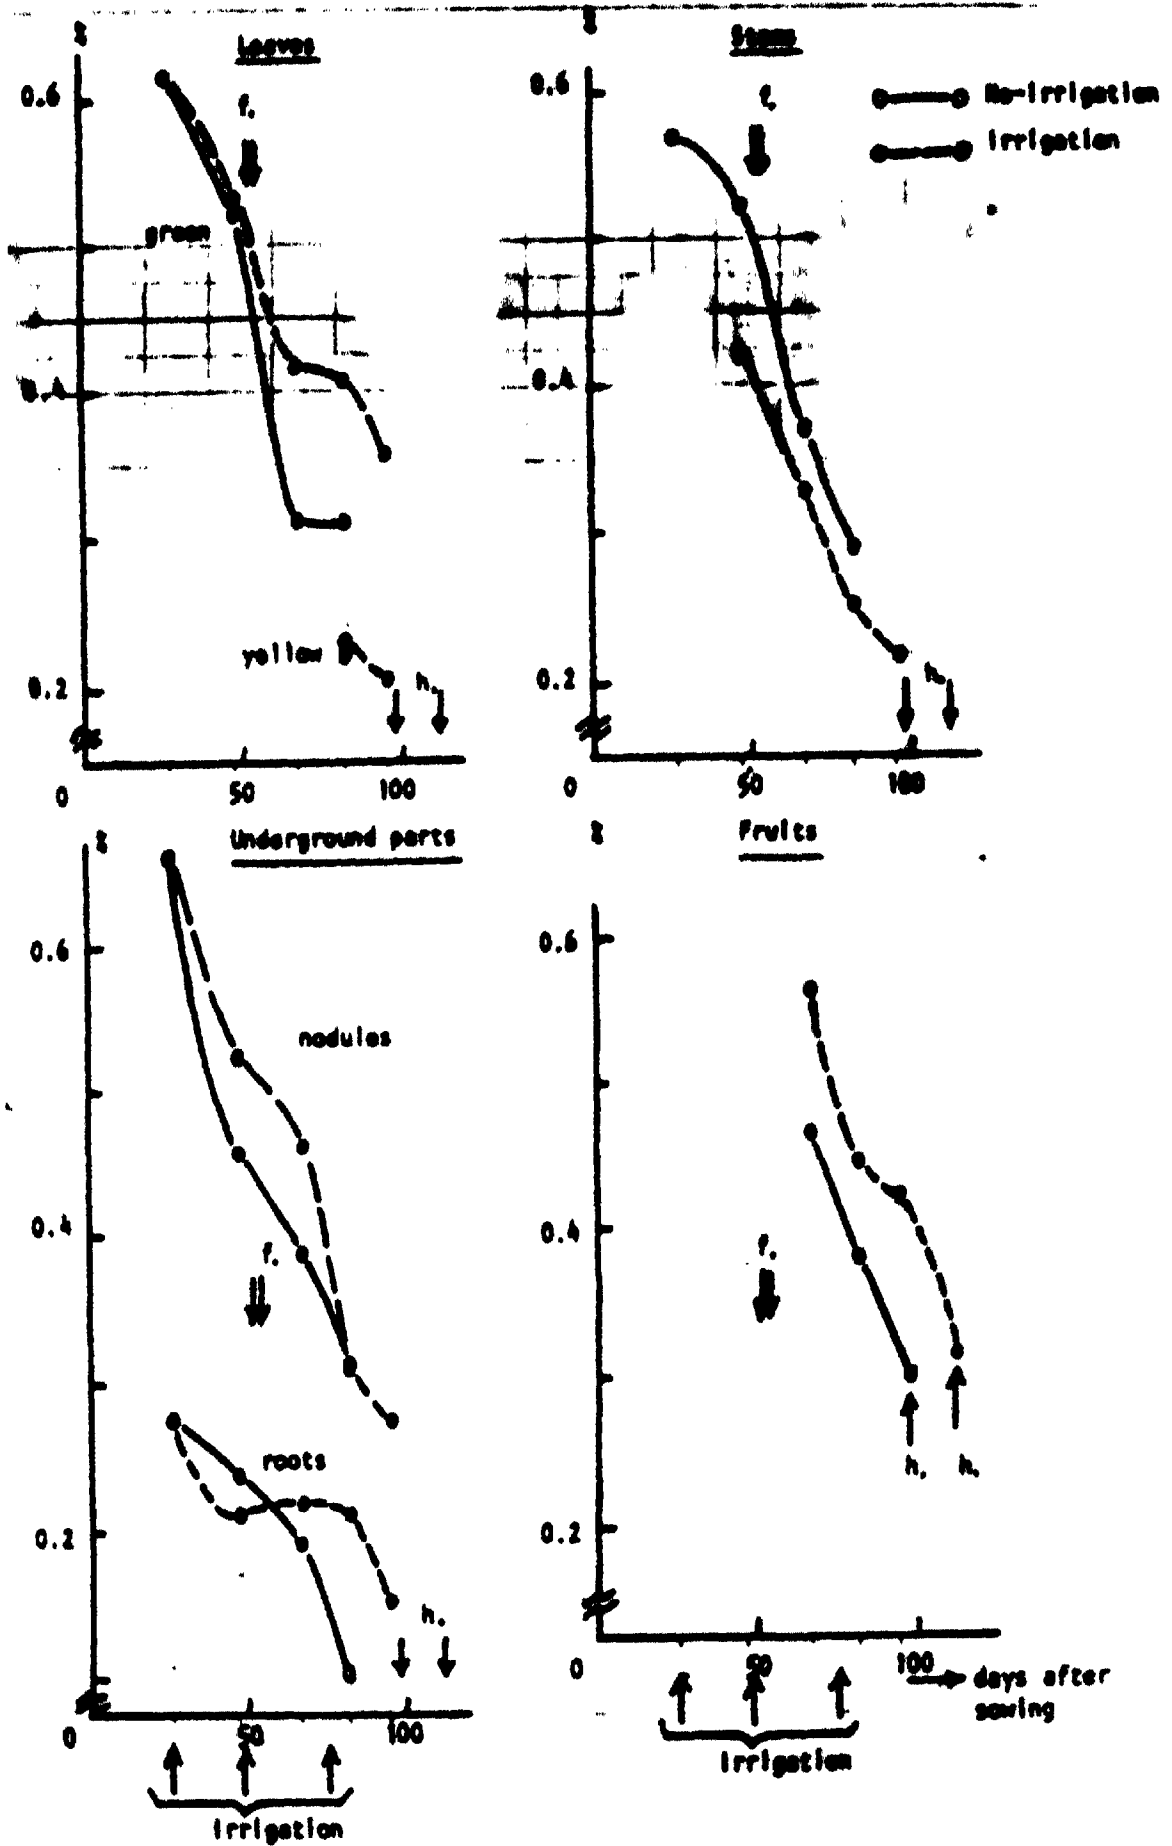 %
Leaves
0.6
f.
green
0.4
yellow
h.
0.2
0
50
100
%
Stems
0.6
f.
No-irrigation
Irrigation
0.4
0.2
h.
0
50
100
%
Underground parts
0.6
nodules
0.4
f.
roots
0.2
h.
0
50
100
irrigation
%
Fruits
0.6
0.4
f.
h.
h.
0.2
0
50
100
days after
sowing
irrigation